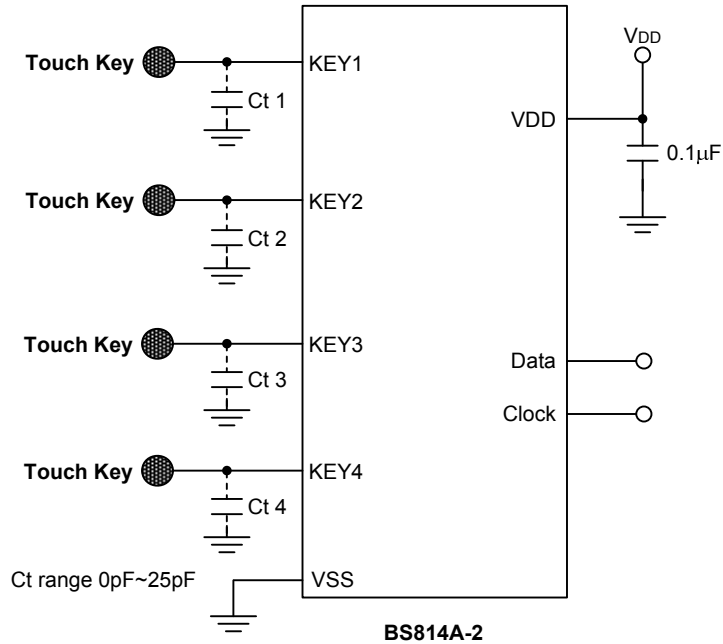 Touch Key
KEY1
Ct 1
Touch Key
KEY2
Ct 2
Touch Key
KEY3
Ct 3
Touch Key
KEY4
Ct 4
Ct range 0pF~25pF
VSS
VDD
VDD
0.1μF
Data
Clock
BS814A-2